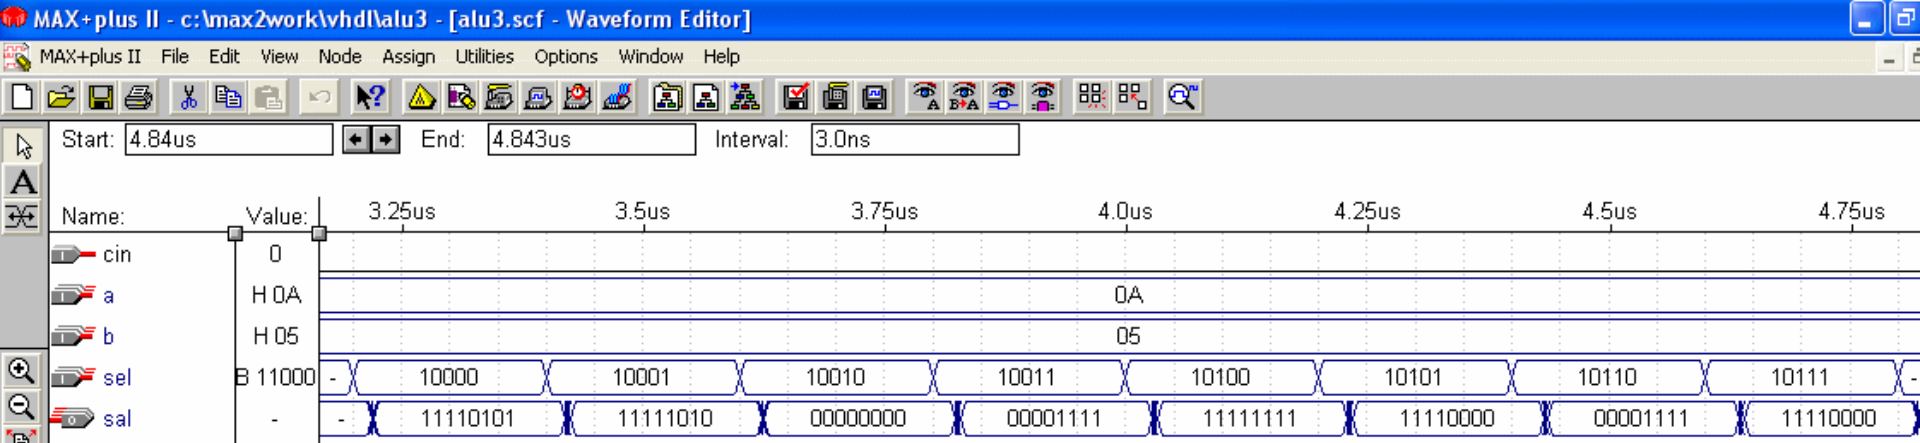 MAX+plus II - c:\max2work\vhdl\alu3 - [alu3.scf - Waveform Editor]
MAX+plus II File Edit View Node Assign Utilities Options Window Help
Start: 4.84us End: 4.843us Interval: 3.0ns
Name: Value: 3.25us 3.5us 3.75us 4.0us 4.25us 4.5us 4.75us
cin 0
a H 0A 0A
b H 05 05
sel B 11000 - 10000 10001 10010 10011 10100 10101 10110 10111 -
sal - - 11110101 11111010 00000000 00001111 11111111 11110000 00001111 11110000